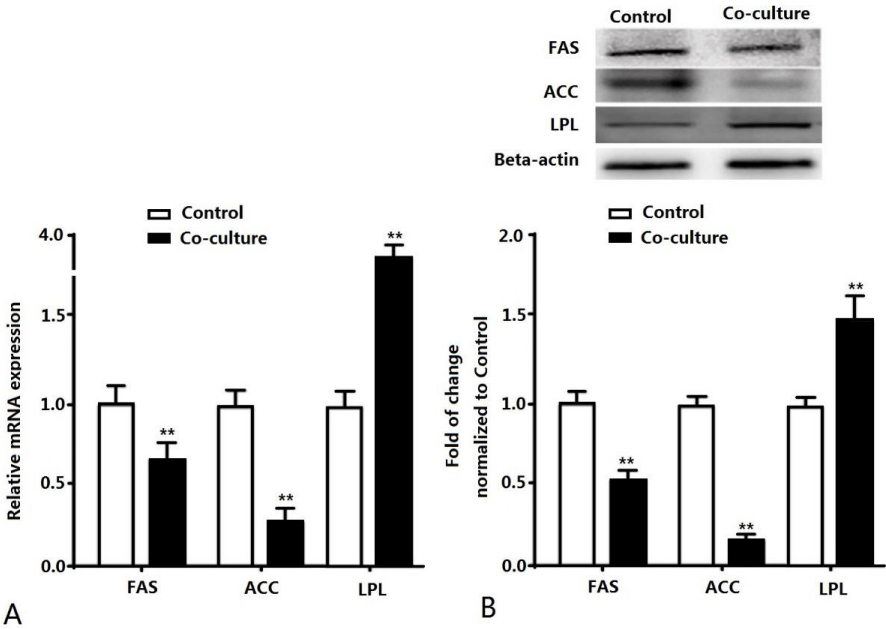 Control Co-culture
FAS
ACC
LPL
Beta-actin
Control
Co-culture
Relative mRNA expression
4.0
1.5
1.0
0.5
0.0
**
**
**
FAS ACC LPL
A
Control
Co-culture
Fold of change
normalized to Control
2.0
1.5
1.0
0.5
0.0
**
**
**
FAS ACC LPL
B